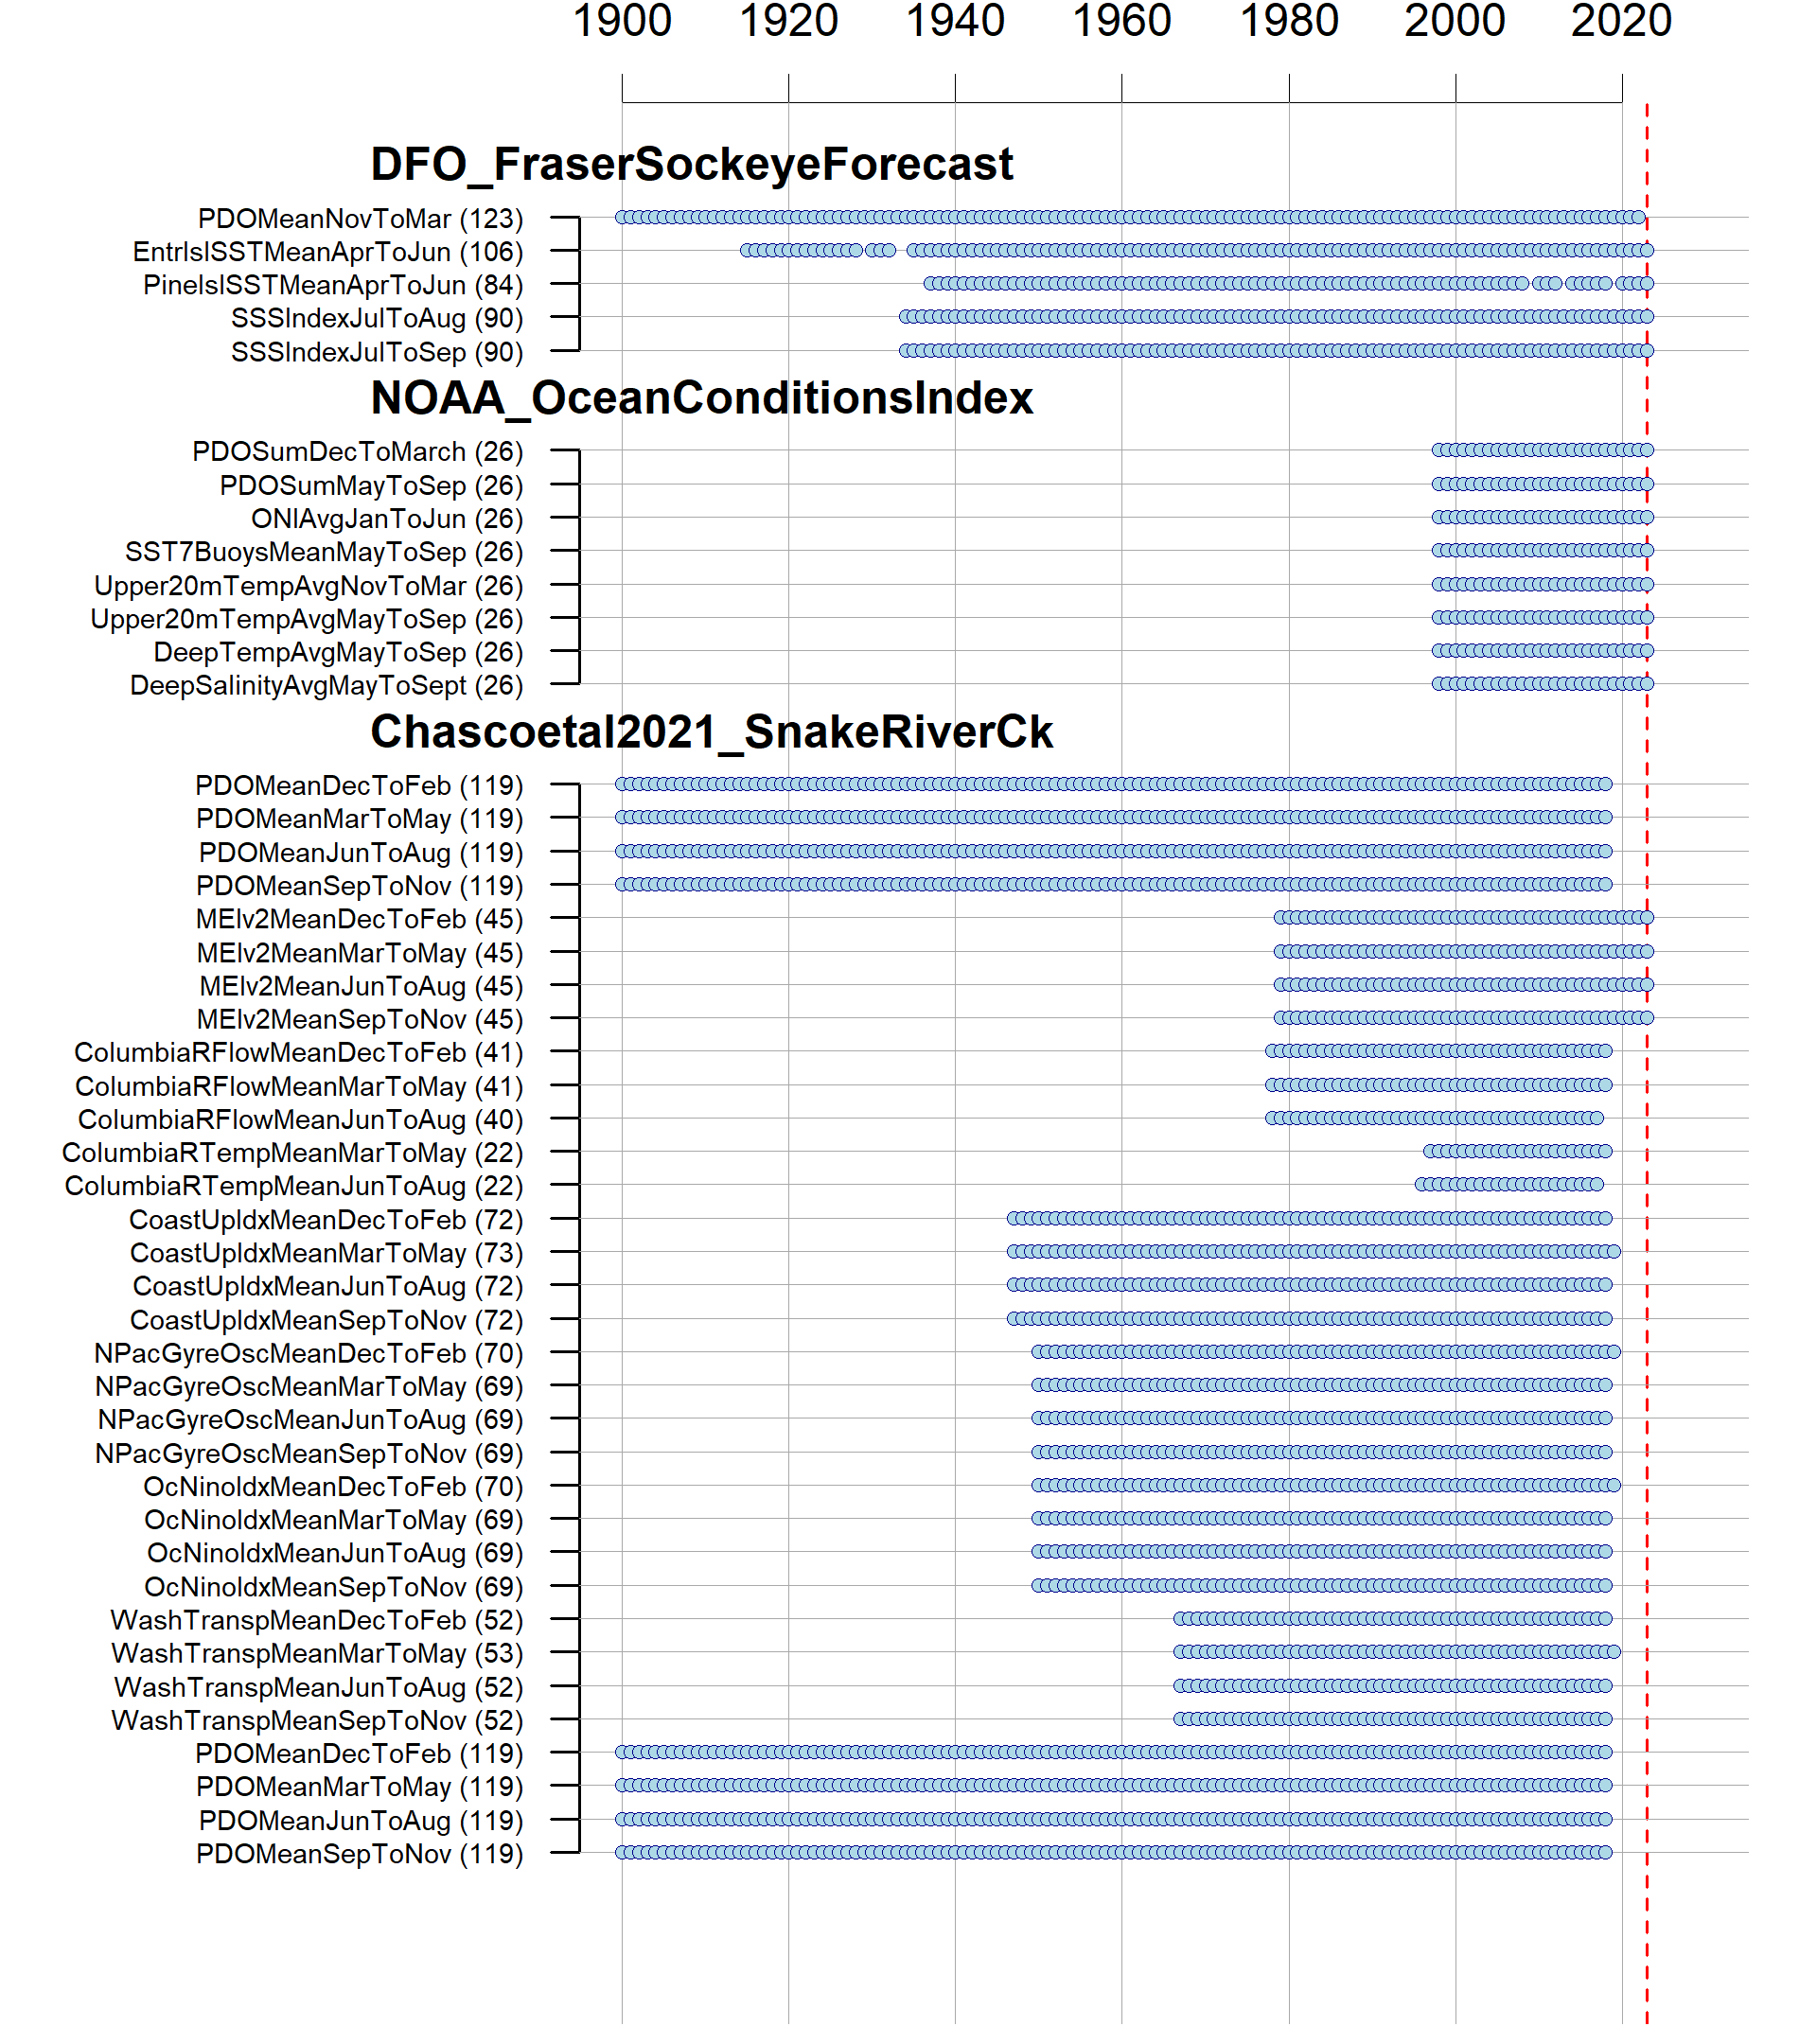 1900 1920 1940 1960 1980 2000 2020
DFO_FraserSockeyeForecast
PDOMeanNovToMar (123)
EntrIslSSTMeanAprToJun (106)
PineIslSSTMeanAprToJun (84)
SSSIndexJulToAug (90)
SSSIndexJulToSep (90)
NOAA_OceanConditionsIndex
PDOSumDecToMarch (26)
PDOSumMayToSep (26)
ONIAvgJanToJun (26)
SST7BuoysMeanMayToSep (26)
Upper20mTempAvgNovToMar (26)
Upper20mTempAvgMayToSep (26)
DeepTempAvgMayToSep (26)
DeepSalinityAvgMayToSept (26)
Chascoetal2021_SnakeRiverCk
PDOMeanDecToFeb (119)
PDOMeanMarToMay (119)
PDOMeanJunToAug (119)
PDOMeanSepToNov (119)
MEIv2MeanDecToFeb (45)
MEIv2MeanMarToMay (45)
MEIv2MeanJunToAug (45)
MEIv2MeanSepToNov (45)
ColumbiaRFlowMeanDecToFeb (41)
ColumbiaRFlowMeanMarToMay (41)
ColumbiaRFlowMeanJunToAug (40)
ColumbiaRTempMeanMarToMay (22)
ColumbiaRTempMeanJunToAug (22)
CoastUpIdxMeanDecToFeb (72)
CoastUpIdxMeanMarToMay (73)
CoastUpIdxMeanJunToAug (72)
CoastUpIdxMeanSepToNov (72)
NPacGyreOscMeanDecToFeb (70)
NPacGyreOscMeanMarToMay (69)
NPacGyreOscMeanJunToAug (69)
NPacGyreOscMeanSepToNov (69)
OcNinoIdxMeanDecToFeb (70)
OcNinoIdxMeanMarToMay (69)
OcNinoIdxMeanJunToAug (69)
OcNinoIdxMeanSepToNov (69)
WashTranspMeanDecToFeb (52)
WashTranspMeanMarToMay (53)
WashTranspMeanJunToAug (52)
WashTranspMeanSepToNov (52)
PDOMeanDecToFeb (119)
PDOMeanMarToMay (119)
PDOMeanJunToAug (119)
PDOMeanSepToNov (119)